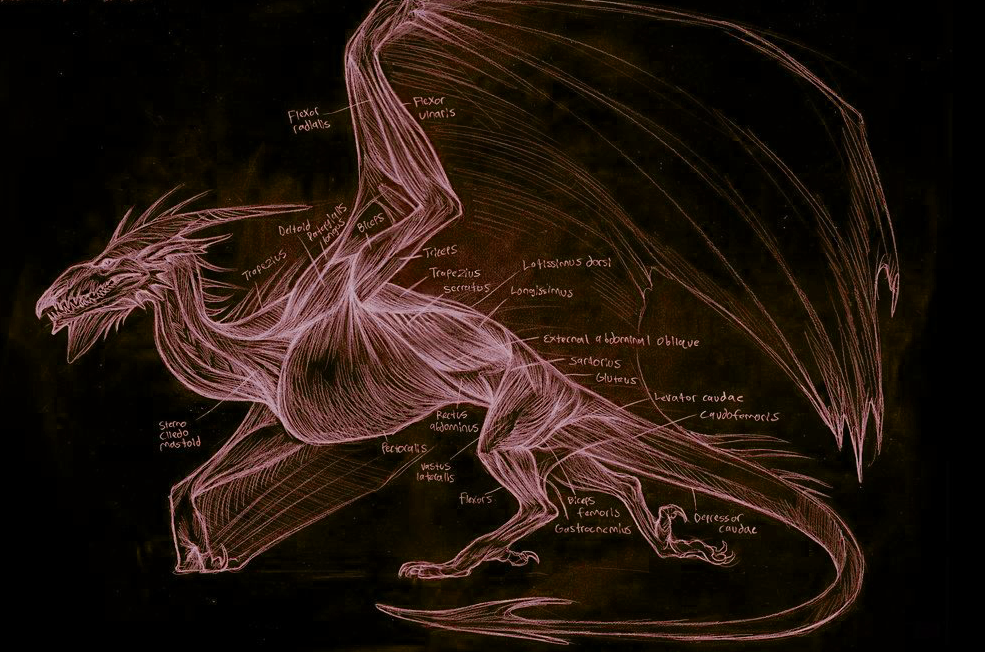 Flexor
radialis
Flexor
ulnaris
Deltoid
Patagialis
longus
Biceps
Trapezius
Triceps
Trapezius
Serratus
Latissimus dorsi
Longissimus
External abdominal oblique
Sartorius
Gluteus
Levator caudae
Caudofemoralis
Sterno
cliedo
mastoid
Rectus
abdominus
Pectoralis
Vastus
lateralis
flexors
Biceps
femoris
Gastrocnemius
Depressor
caudae